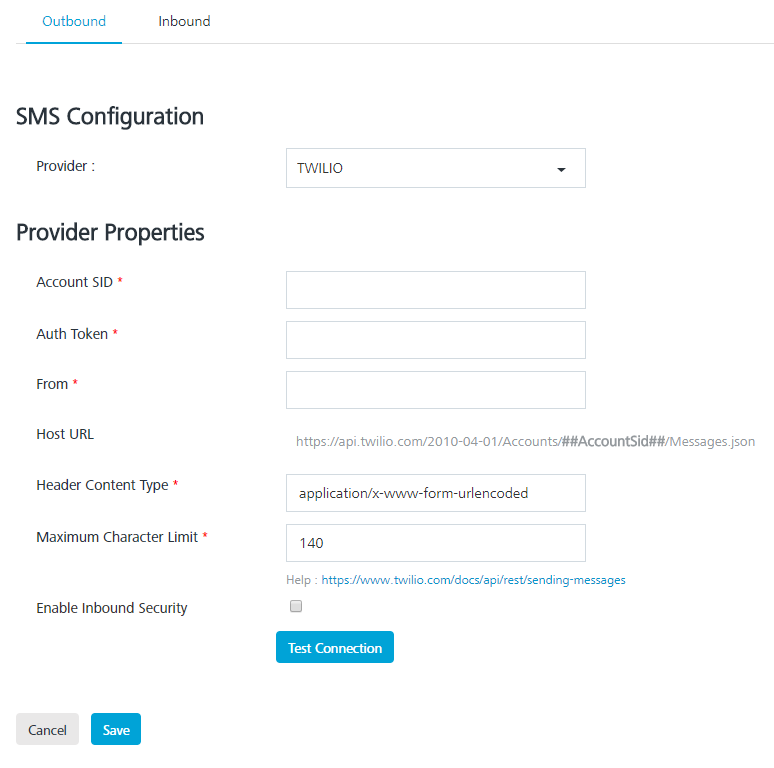 Outbound Inbound
SMS Configuration
Provider : TWILIO
Provider Properties
Account SID *
Auth Token *
From *
Host URL https://api.twilio.com/2010-04-01/Accounts/##AccountSid##/Messages.json
Header Content Type * application/x-www-form-urlencoded
Maximum Character Limit * 140
Help : https://www.twilio.com/docs/api/rest/sending-messages
Enable Inbound Security
Test Connection
Cancel Save